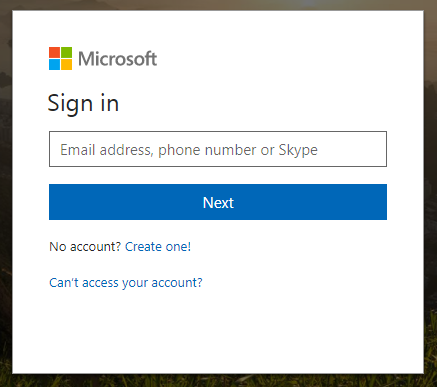 Microsoft
Sign in
Email address, phone number or Skype
Next
No account? Create one!
Can't access your account?